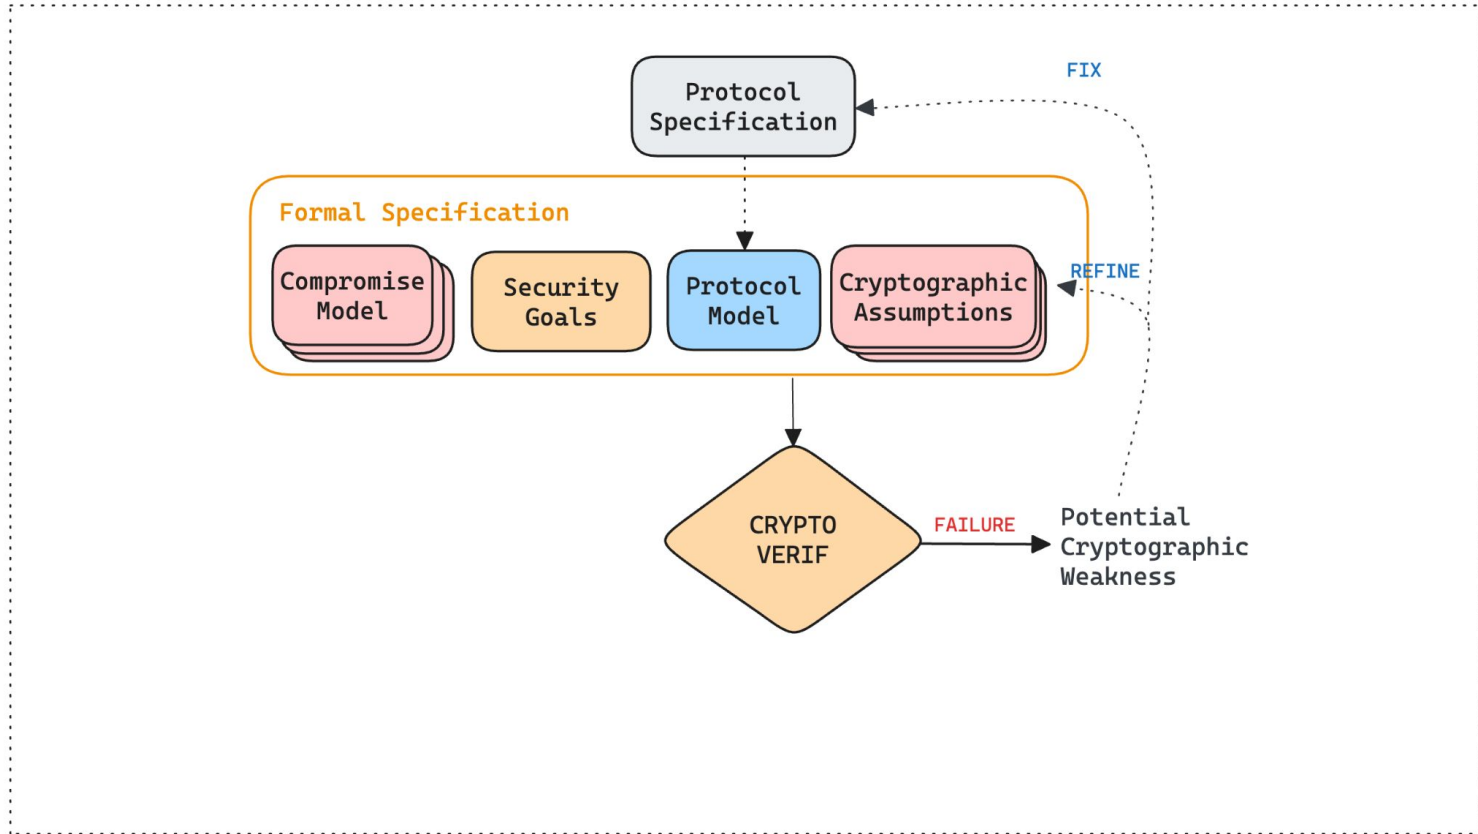 Protocol
Specification
FIX
Formal Specification
Compromise
Model
Security
Goals
Protocol
Model
Cryptographic
Assumptions
REFINE
CRYPTO
VERIF
FAILURE
Potential
Cryptographic
Weakness